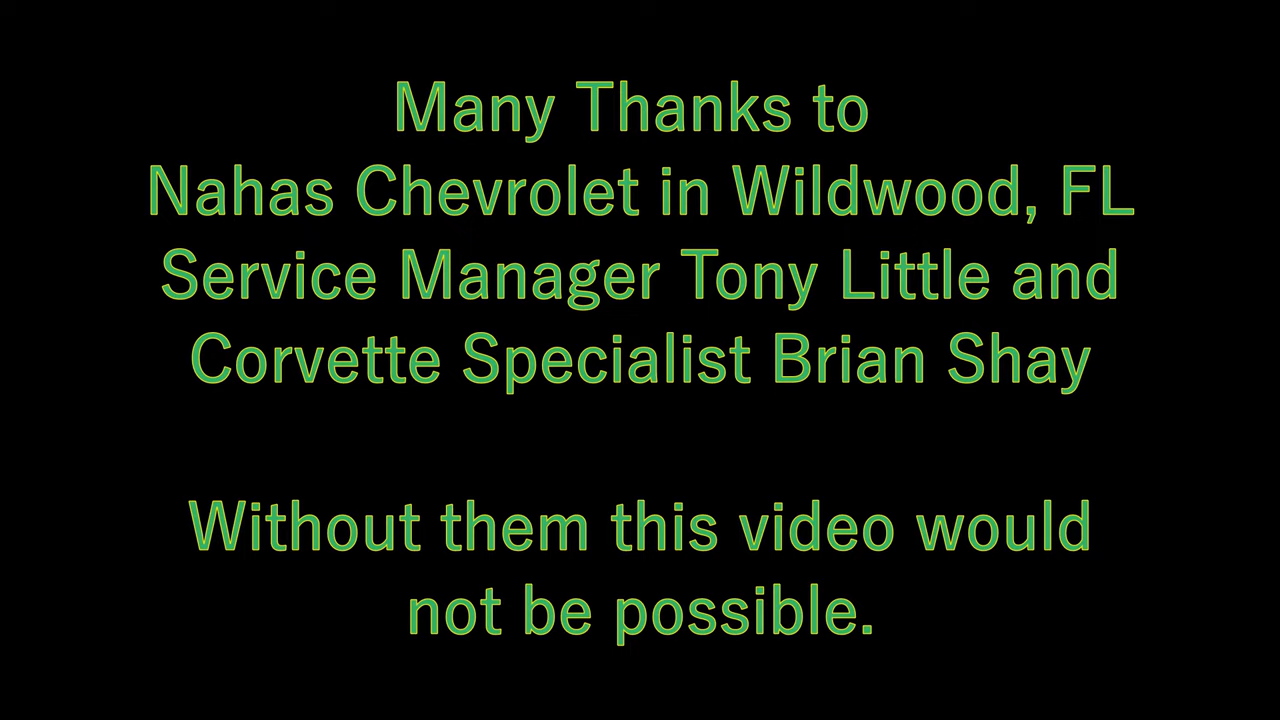 Many Thanks to
Nahas Chevrolet in Wildwood, FL
Service Manager Tony Little and
Corvette Specialist Brian Shay
Without them this video would
not be possible.